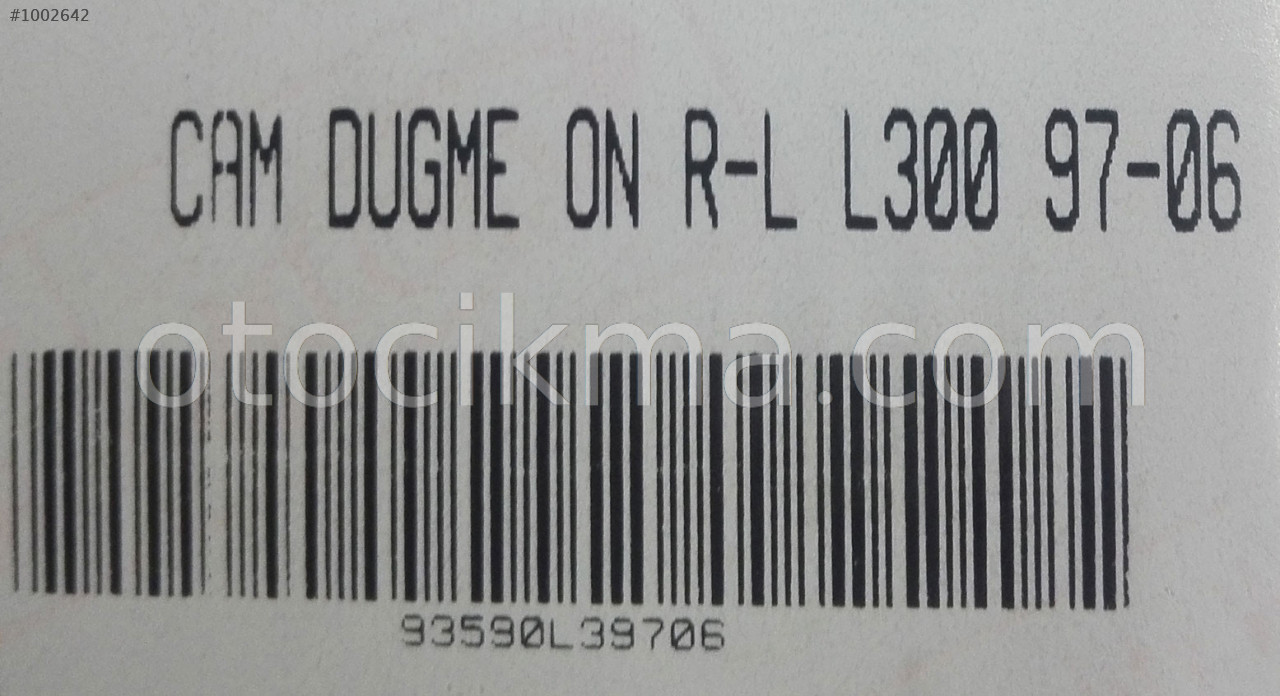 #1002642
CAM DUGME ON R-L L300 97-06
otocikma.com
93590L39706